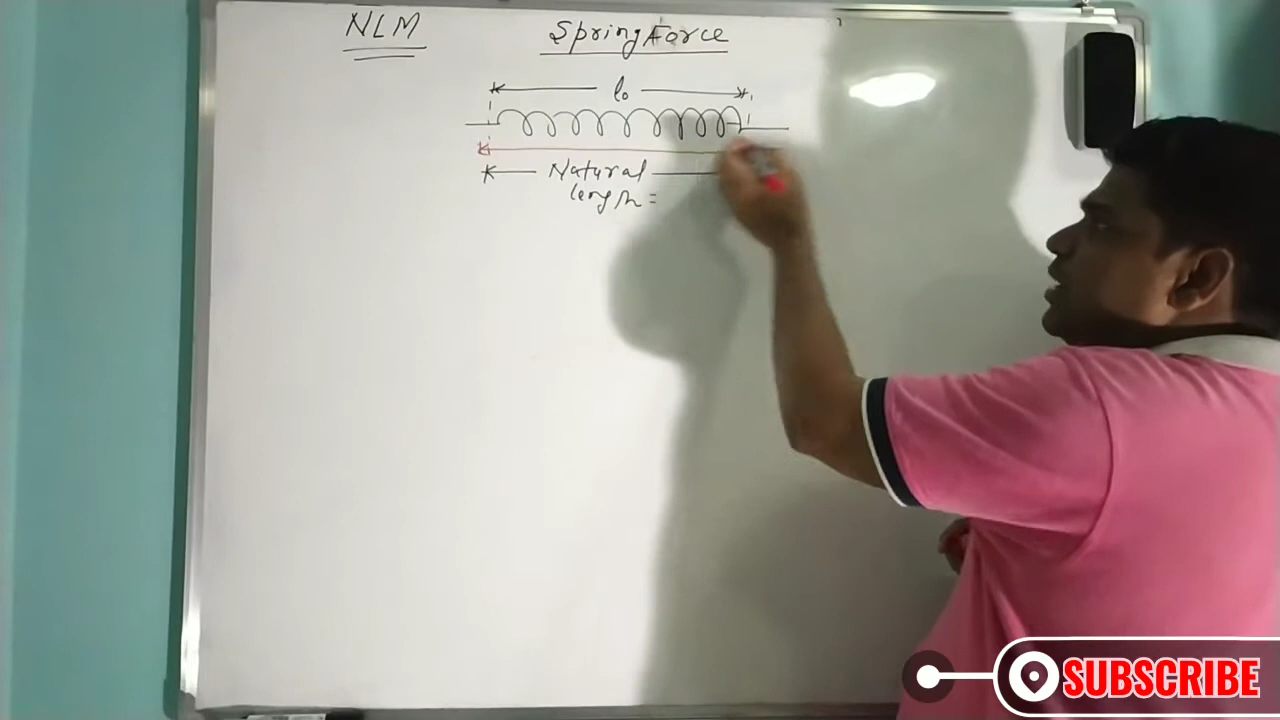 NLM
Spring Force
l₀
Natural
length =
SUBSCRIBE